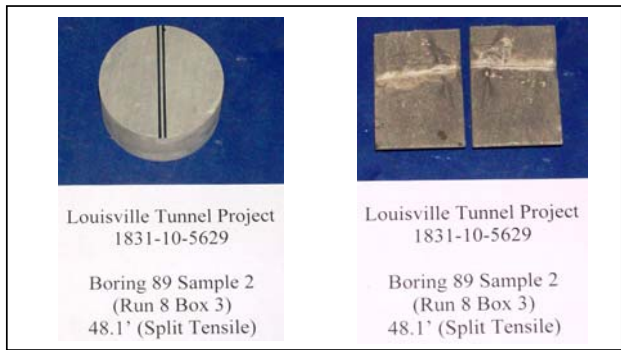 Louisville Tunnel Project
1831-10-5629
Boring 89 Sample 2
(Run 8 Box 3)
48.1’ (Split Tensile)
Louisville Tunnel Project
1831-10-5629
Boring 89 Sample 2
(Run 8 Box 3)
48.1’ (Split Tensile)